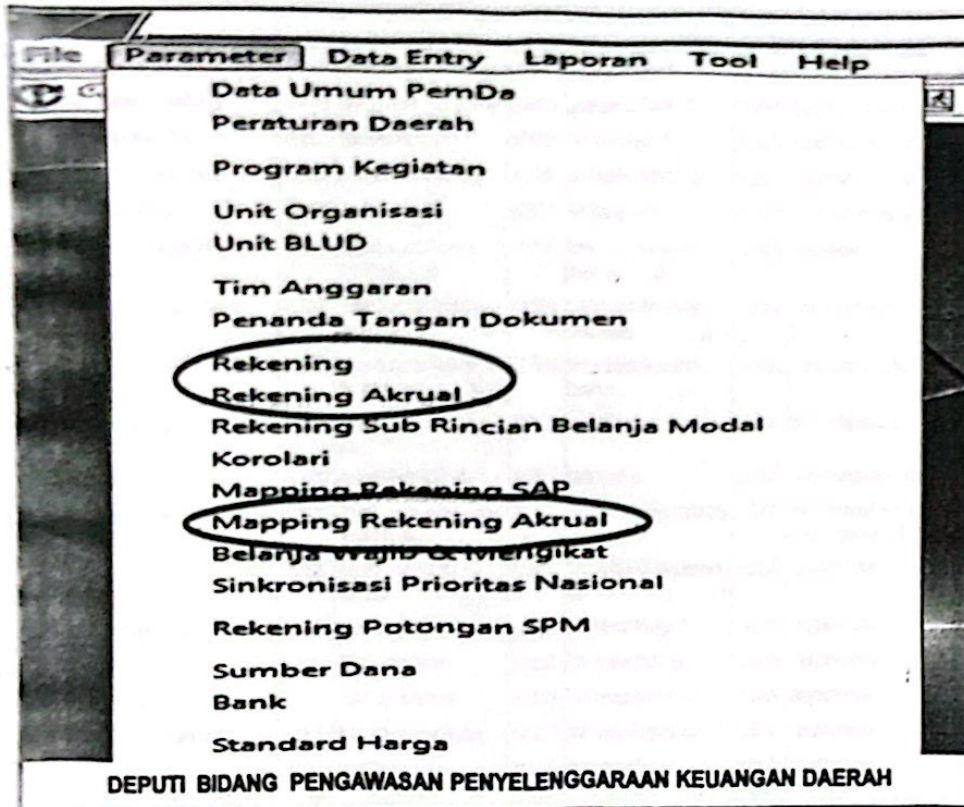 File Parameter Data Entry Laporan Tool Help
Data Umum PemDa
Peraturan Daerah
Program Kegiatan
Unit Organisasi
Unit BLUD
Tim Anggaran
Penanda Tangan Dokumen
Rekening
Rekening Akrual
Rekening Sub Rincian Belanja Modal
Korolari
Mapping Rekening SAP
Mapping Rekening Akrual
Belanja Wajib & Mengikat
Sinkronisasi Prioritas Nasional
Rekening Potongan SPM
Sumber Dana
Bank
Standard Harga
DEPUTI BIDANG PENGAWASAN PENYELENGGARAAN KEUANGAN DAERAH